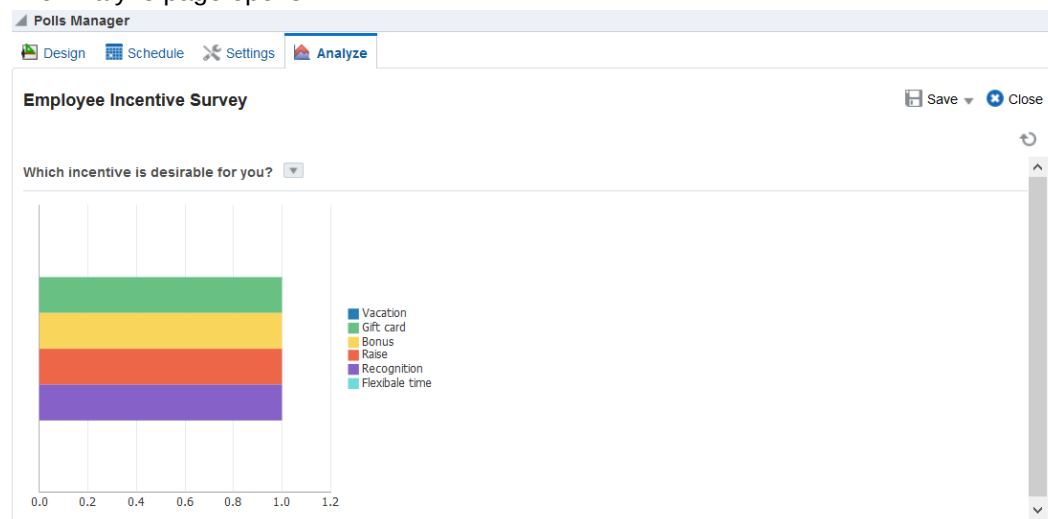 Polls Manager
Design Schedule Settings Analyze
Employee Incentive Survey Save Close
Which incentive is desirable for you?
Vacation
Gift card
Bonus
Raise
Recognition
Flexibale time
0.0 0.2 0.4 0.6 0.8 1.0 1.2